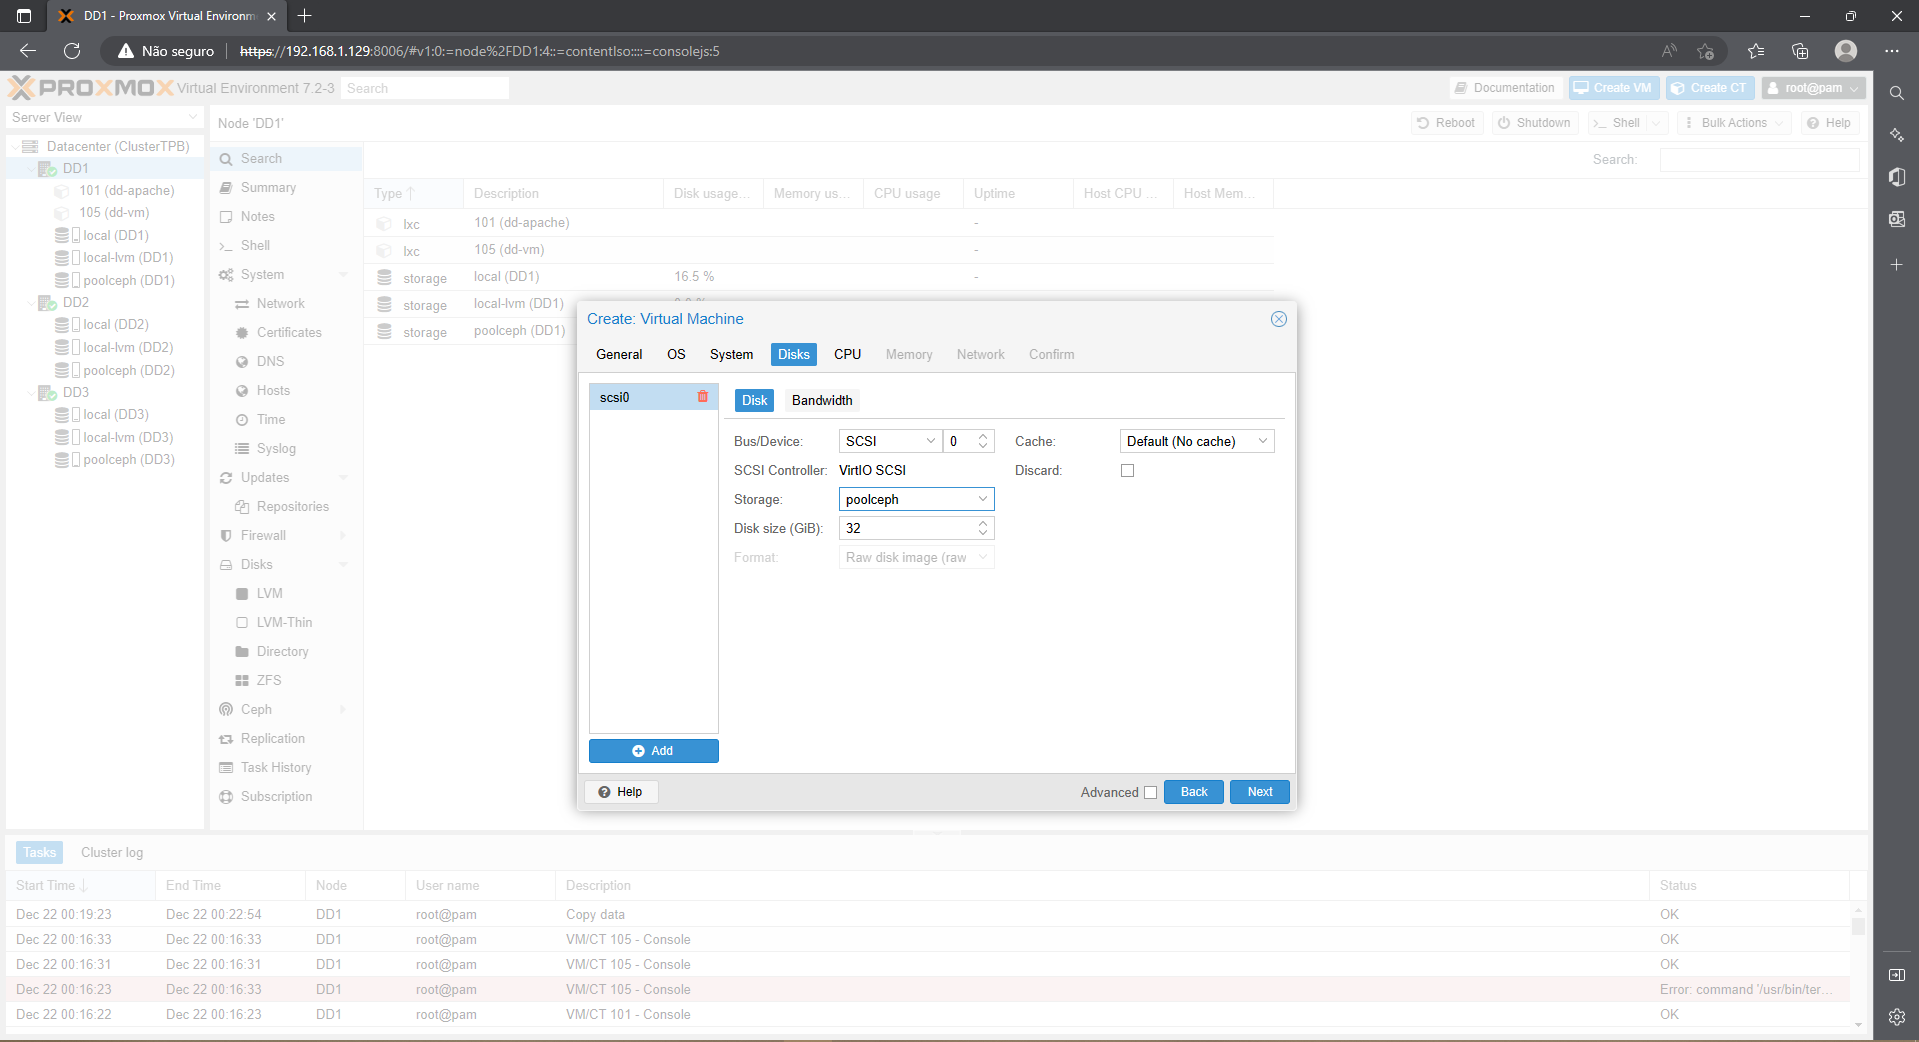 DD1 - Proxmox Virtual Environm
Não seguro https://192.168.1.129:8006/#v1:0:=node%2FDD1:4::=contentIso::::=consolejs:5
PROXMOX Virtual Environment 7.2-3 Search Documentation Create VM Create CT root@pam
Server View
Node 'DD1' Reboot Shutdown Shell Bulk Actions Help
Datacenter (ClusterTPB)
DD1
101 (dd-apache)
105 (dd-vm)
local (DD1)
local-lvm (DD1)
poolceph (DD1)
DD2
local (DD2)
local-lvm (DD2)
poolceph (DD2)
DD3
local (DD3)
local-lvm (DD3)
poolceph (DD3)
Search
Summary
Notes
Shell
System
Network
Certificates
DNS
Hosts
Time
Syslog
Updates
Repositories
Firewall
Disks
LVM
LVM-Thin
Directory
ZFS
Ceph
Replication
Task History
Subscription
Search:
Type Description Disk usage... Memory us... CPU usage Uptime Host CPU ... Host Mem...
lxc 101 (dd-apache) -
lxc 105 (dd-vm) -
storage local (DD1) 16.5 % -
storage local-lvm (DD1)
storage poolceph (DD1)
Create: Virtual Machine
General OS System Disks CPU Memory Network Confirm
scsi0
Disk Bandwidth
Bus/Device: SCSI 0 Cache: Default (No cache)
SCSI Controller: VirtIO SCSI Discard:
Storage: poolceph
Disk size (GiB): 32
Format: Raw disk image (raw
Add
Help Advanced Back Next
Tasks Cluster log
Start Time End Time Node User name Description Status
Dec 22 00:19:23 Dec 22 00:22:54 DD1 root@pam Copy data OK
Dec 22 00:16:33 Dec 22 00:16:33 DD1 root@pam VM/CT 105 - Console OK
Dec 22 00:16:31 Dec 22 00:16:31 DD1 root@pam VM/CT 105 - Console OK
Dec 22 00:16:23 Dec 22 00:16:33 DD1 root@pam VM/CT 105 - Console Error: command '/usr/bin/ter...
Dec 22 00:16:22 Dec 22 00:16:23 DD1 root@pam VM/CT 101 - Console OK